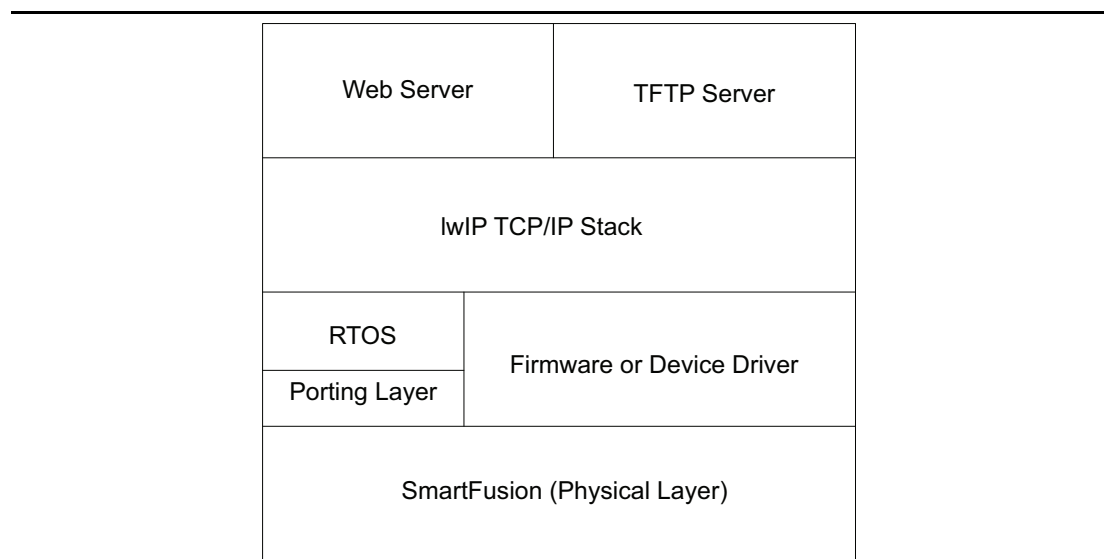 Web Server
TFTP Server
lwIP TCP/IP Stack
RTOS
Porting Layer
Firmware or Device Driver
SmartFusion (Physical Layer)